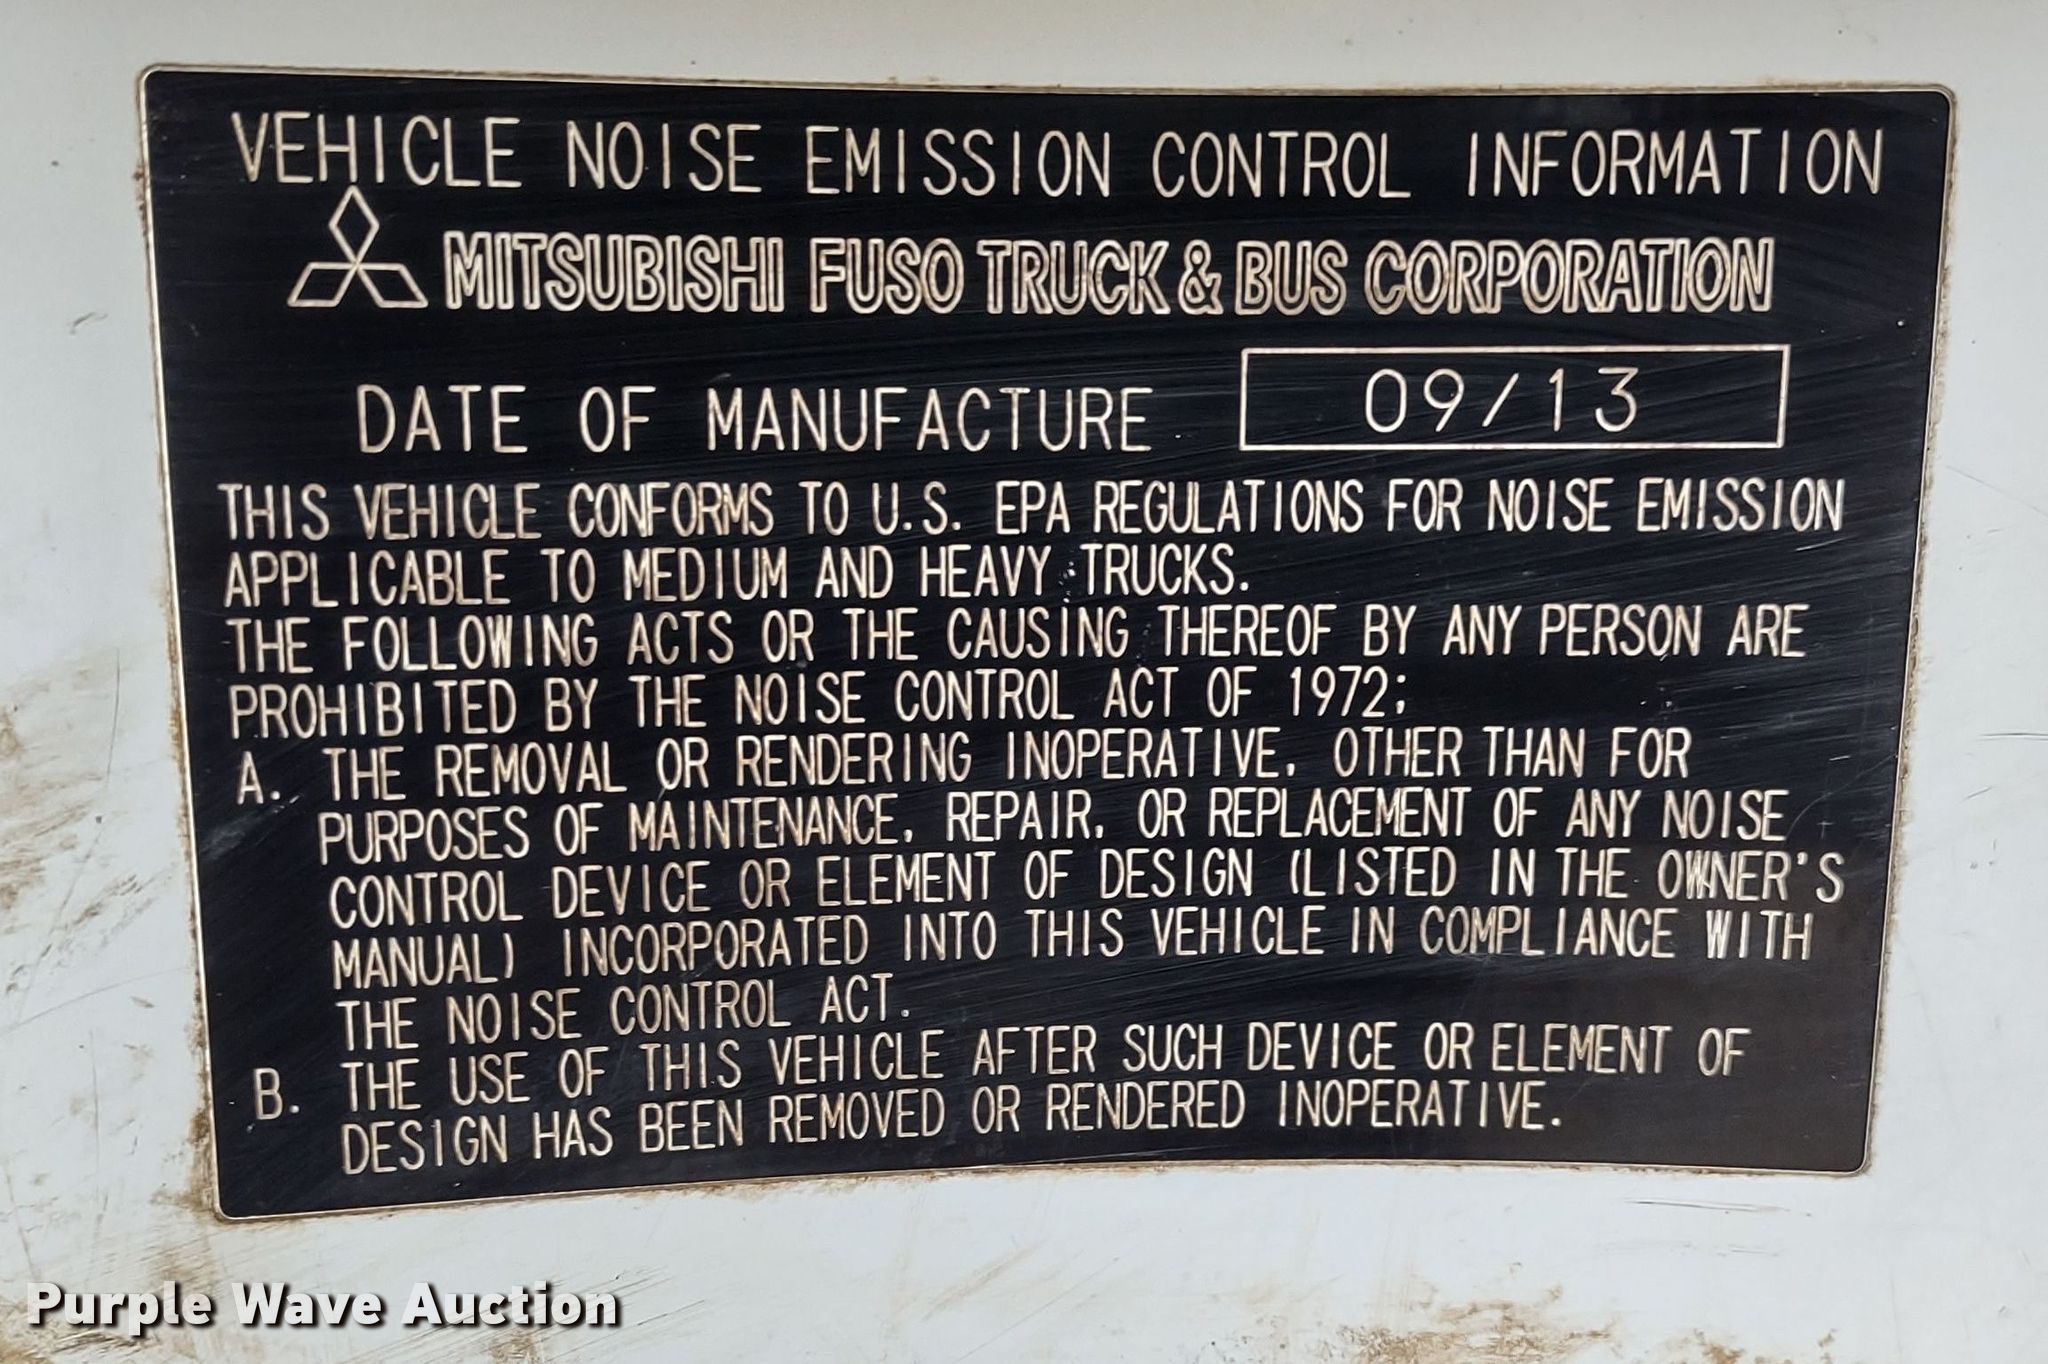 VEHICLE NOISE EMISSION CONTROL INFORMATION
MITSUBISHI FUSO TRUCK & BUS CORPORATION
DATE OF MANUFACTURE 09/13
THIS VEHICLE CONFORMS TO U.S. EPA REGULATIONS FOR NOISE EMISSION
APPLICABLE TO MEDIUM AND HEAVY TRUCKS.
THE FOLLOWING ACTS OR THE CAUSING THEREOF BY ANY PERSON ARE
PROHIBITED BY THE NOISE CONTROL ACT OF 1972;
A. THE REMOVAL OR RENDERING INOPERATIVE, OTHER THAN FOR
PURPOSES OF MAINTENANCE, REPAIR, OR REPLACEMENT OF ANY NOISE
CONTROL DEVICE OR ELEMENT OF DESIGN (LISTED IN THE OWNER'S
MANUAL) INCORPORATED INTO THIS VEHICLE IN COMPLIANCE WITH
THE NOISE CONTROL ACT.
B. THE USE OF THIS VEHICLE AFTER SUCH DEVICE OR ELEMENT OF
DESIGN HAS BEEN REMOVED OR RENDERED INOPERATIVE.
Purple Wave Auction